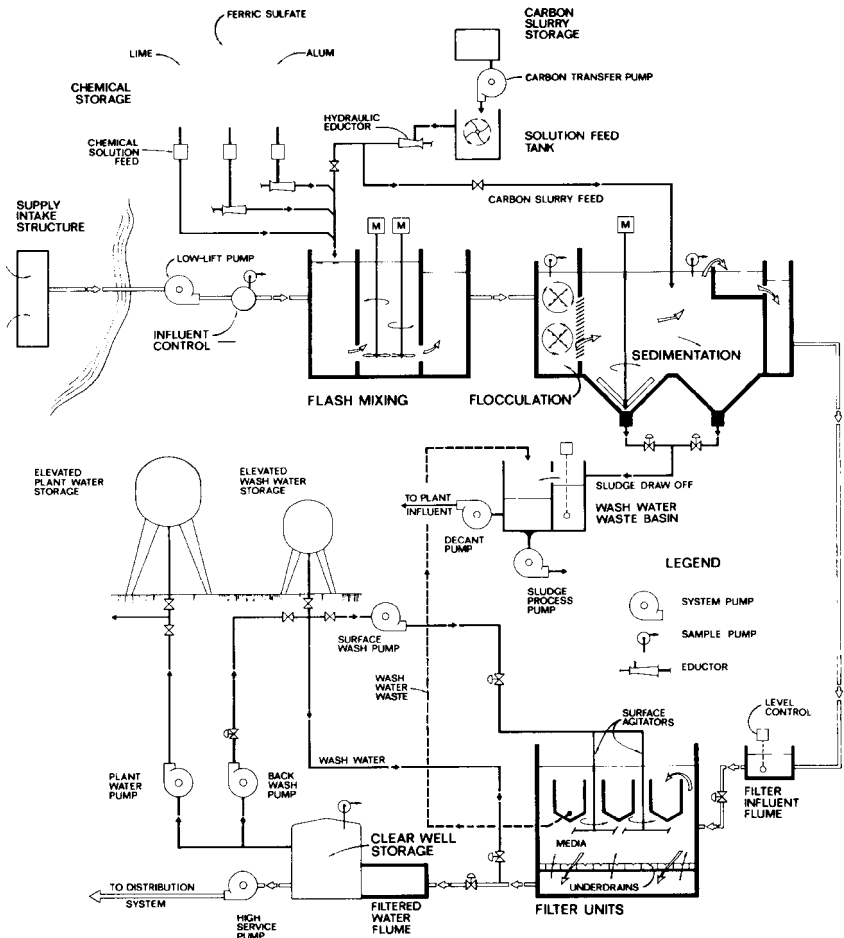 FERRIC SULFATE
LIME
ALUM
CHEMICAL
STORAGE
CARBON
SLURRY
STORAGE
CARBON TRANSFER PUMP
HYDRAULIC
EDUCTOR
SOLUTION FEED
TANK
CHEMICAL
SOLUTION
FEED
CARBON SLURRY FEED
SUPPLY
INTAKE
STRUCTURE
LOW-LIFT PUMP
INFLUENT
CONTROL
M
M
M
FLASH MIXING
FLOCCULATION
SEDIMENTATION
ELEVATED
PLANT WATER
STORAGE
ELEVATED
WASH WATER
STORAGE
TO PLANT
INFLUENT
DECANT
PUMP
SLUDGE DRAW OFF
WASH WATER
WASTE BASIN
SLUDGE
PROCESS
PUMP
LEGEND
SYSTEM PUMP
SAMPLE PUMP
EDUCTOR
SURFACE
WASH PUMP
WASH
WATER
WASTE
SURFACE
AGITATORS
LEVEL
CONTROL
PLANT
WATER
PUMP
BACK
WASH
PUMP
WASH WATER
FILTER
INFLUENT
FLUME
CLEAR WELL
STORAGE
MEDIA
UNDERDRAINS
TO DISTRIBUTION
SYSTEM
HIGH
SERVICE
PUMP
FILTERED
WATER
FLUME
FILTER UNITS